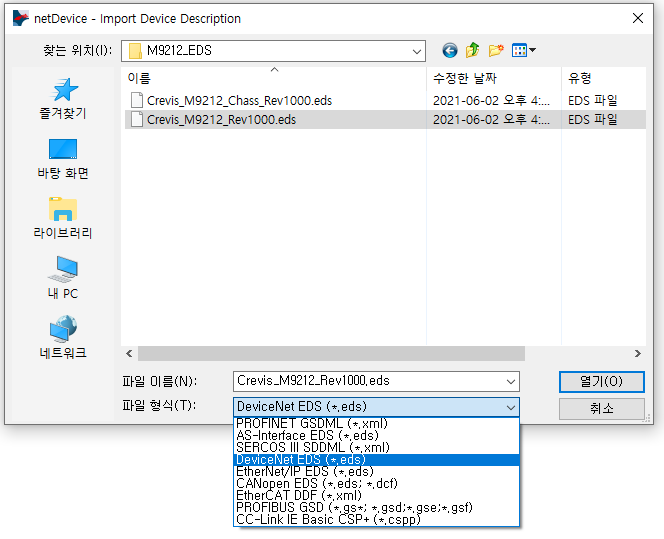 netDevice - Import Device Description
찾는 위치(I):
M9212_EDS
이름
수정한 날짜
유형
Crevis_M9212_Chass_Rev1000.eds
2021-06-02 오후 4:...
EDS 파일
Crevis_M9212_Rev1000.eds
2021-06-02 오후 4:...
EDS 파일
즐겨찾기
바탕 화면
라이브러리
내 PC
네트워크
파일 이름(N):
Crevis_M9212_Rev1000,eds
열기(O)
파일 형식(T):
DeviceNet EDS (*,eds)
취소
PROFINET GSDML (*,xml)
AS-Interface EDS (*,eds)
SERCOS III SDDML (*,xml)
DeviceNet EDS (*,eds)
EtherNet/IP EDS (*,eds)
CANopen EDS (*,eds; *,dcf)
EtherCAT DDF (*,xml)
PROFIBUS GSD (*,gs*; *,gsd;*,gse;*,gsf)
CC-Link IE Basic CSP+ (*,cspp)